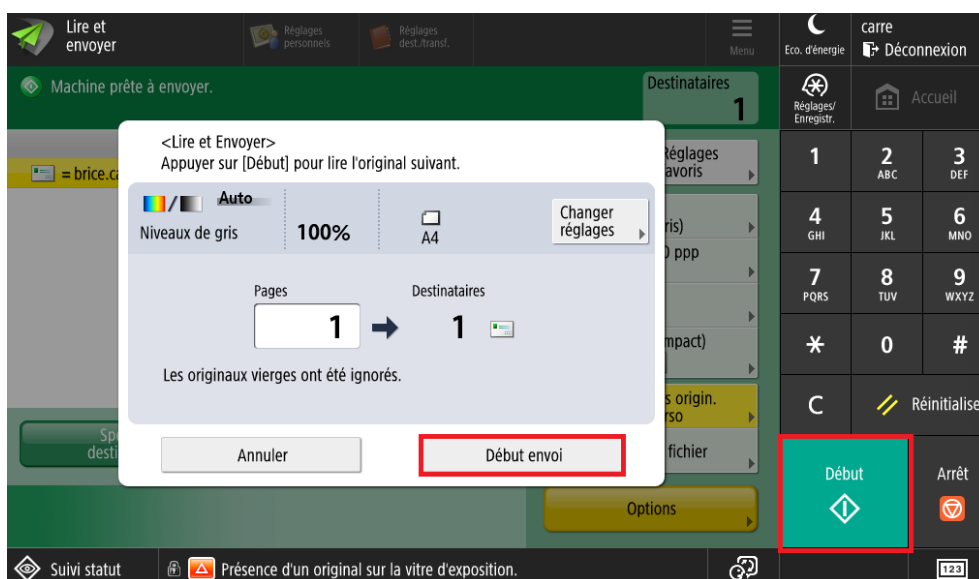 Lire et
envoyer
Réglages
personnels
Réglages
dest./transf.
Menu
Eco. d'énergie
carre
Déconnexion
Machine prête à envoyer.
Destinataires
1
Réglages/
Enregistr.
Accueil
<Lire et Envoyer>
Appuyer sur [Début] pour lire l'original suivant.
Réglages
avoris
= brice.ca
Auto
Niveaux de gris
100%
A4
Changer
réglages
ris)
0 ppp
Pages
Destinataires
1
1
mpact)
Les originaux vierges ont été ignorés.
s origin.
rso
Sp
desti
Annuler
Début envoi
fichier
Options
1
2
ABC
3
DEF
4
GHI
5
JKL
6
MNO
7
PQRS
8
TUV
9
WXYZ
0
#
C
Réinitialise
Début
Arrêt
Suivi statut
Présence d'un original sur la vitre d'exposition.
123